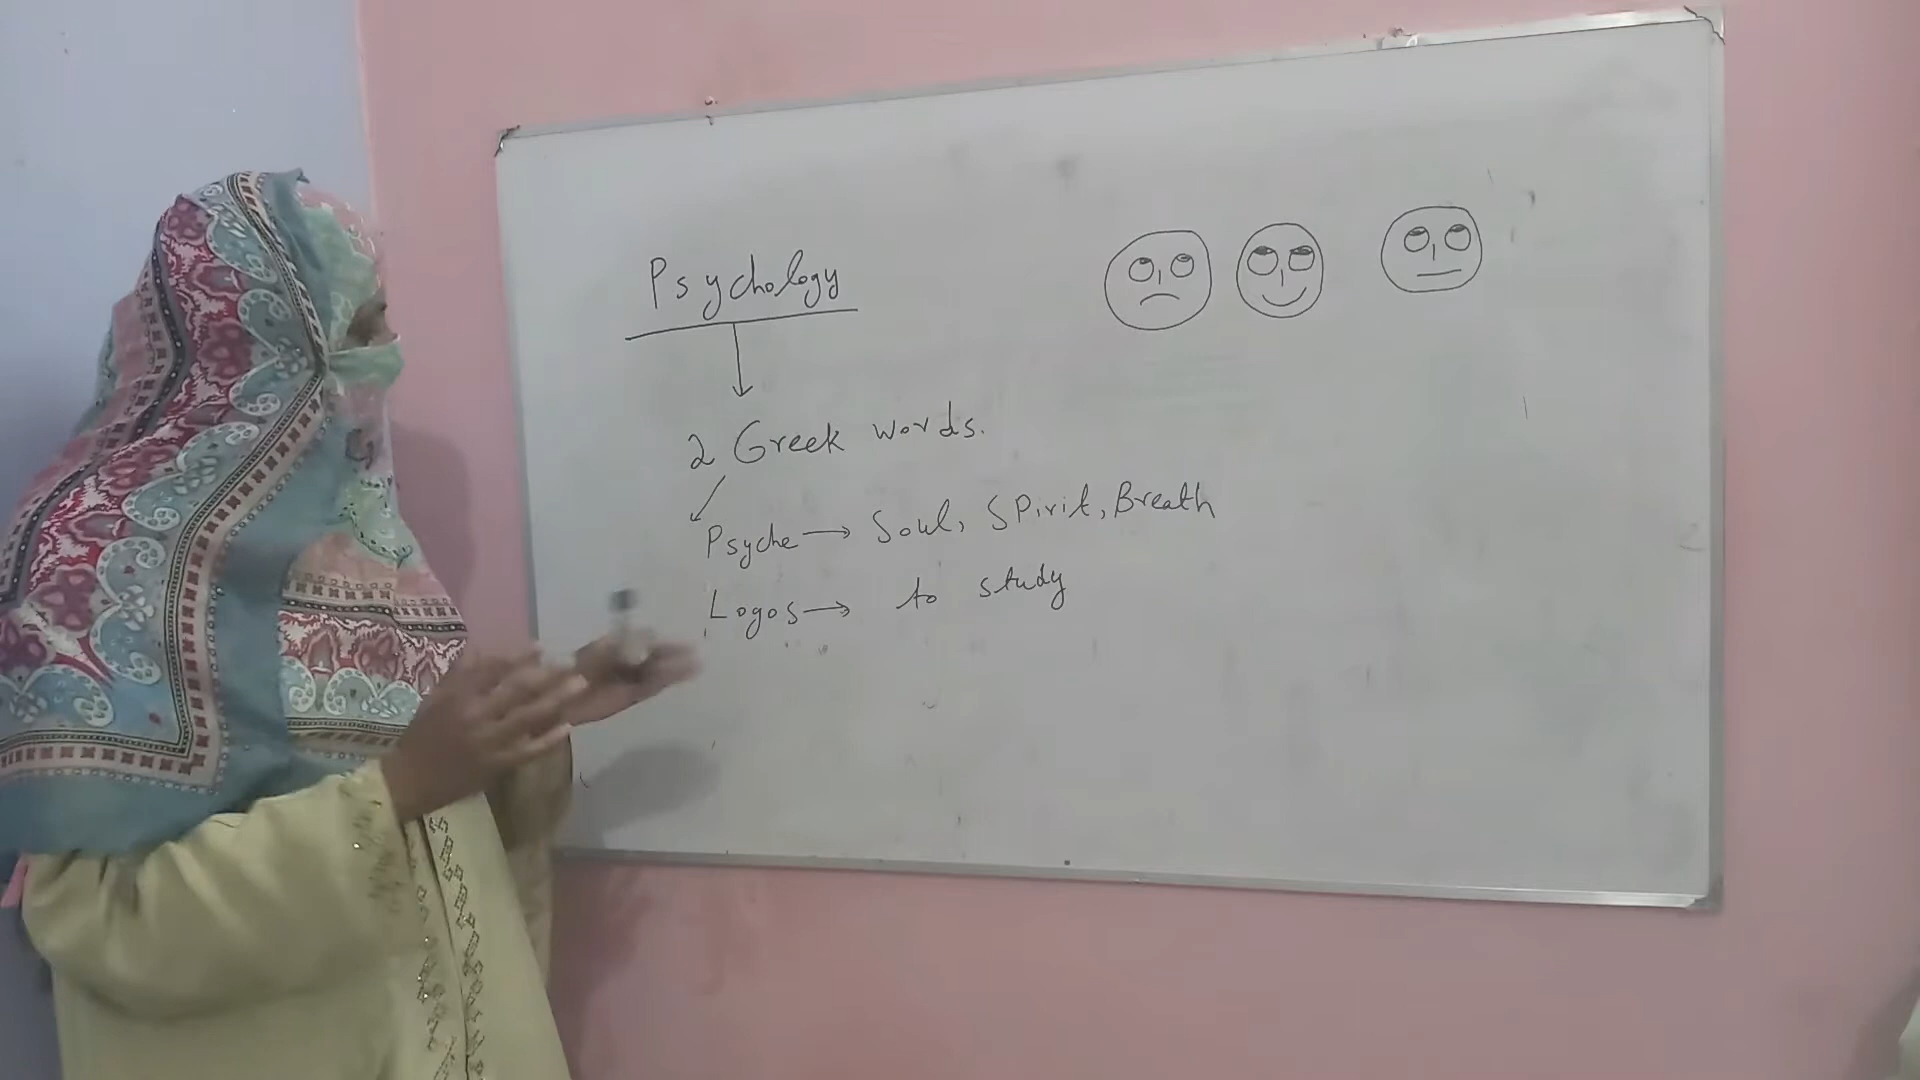 Psychology
2 Greek words.
Psyche → Soul, Spirit, Breath
Logos → to study